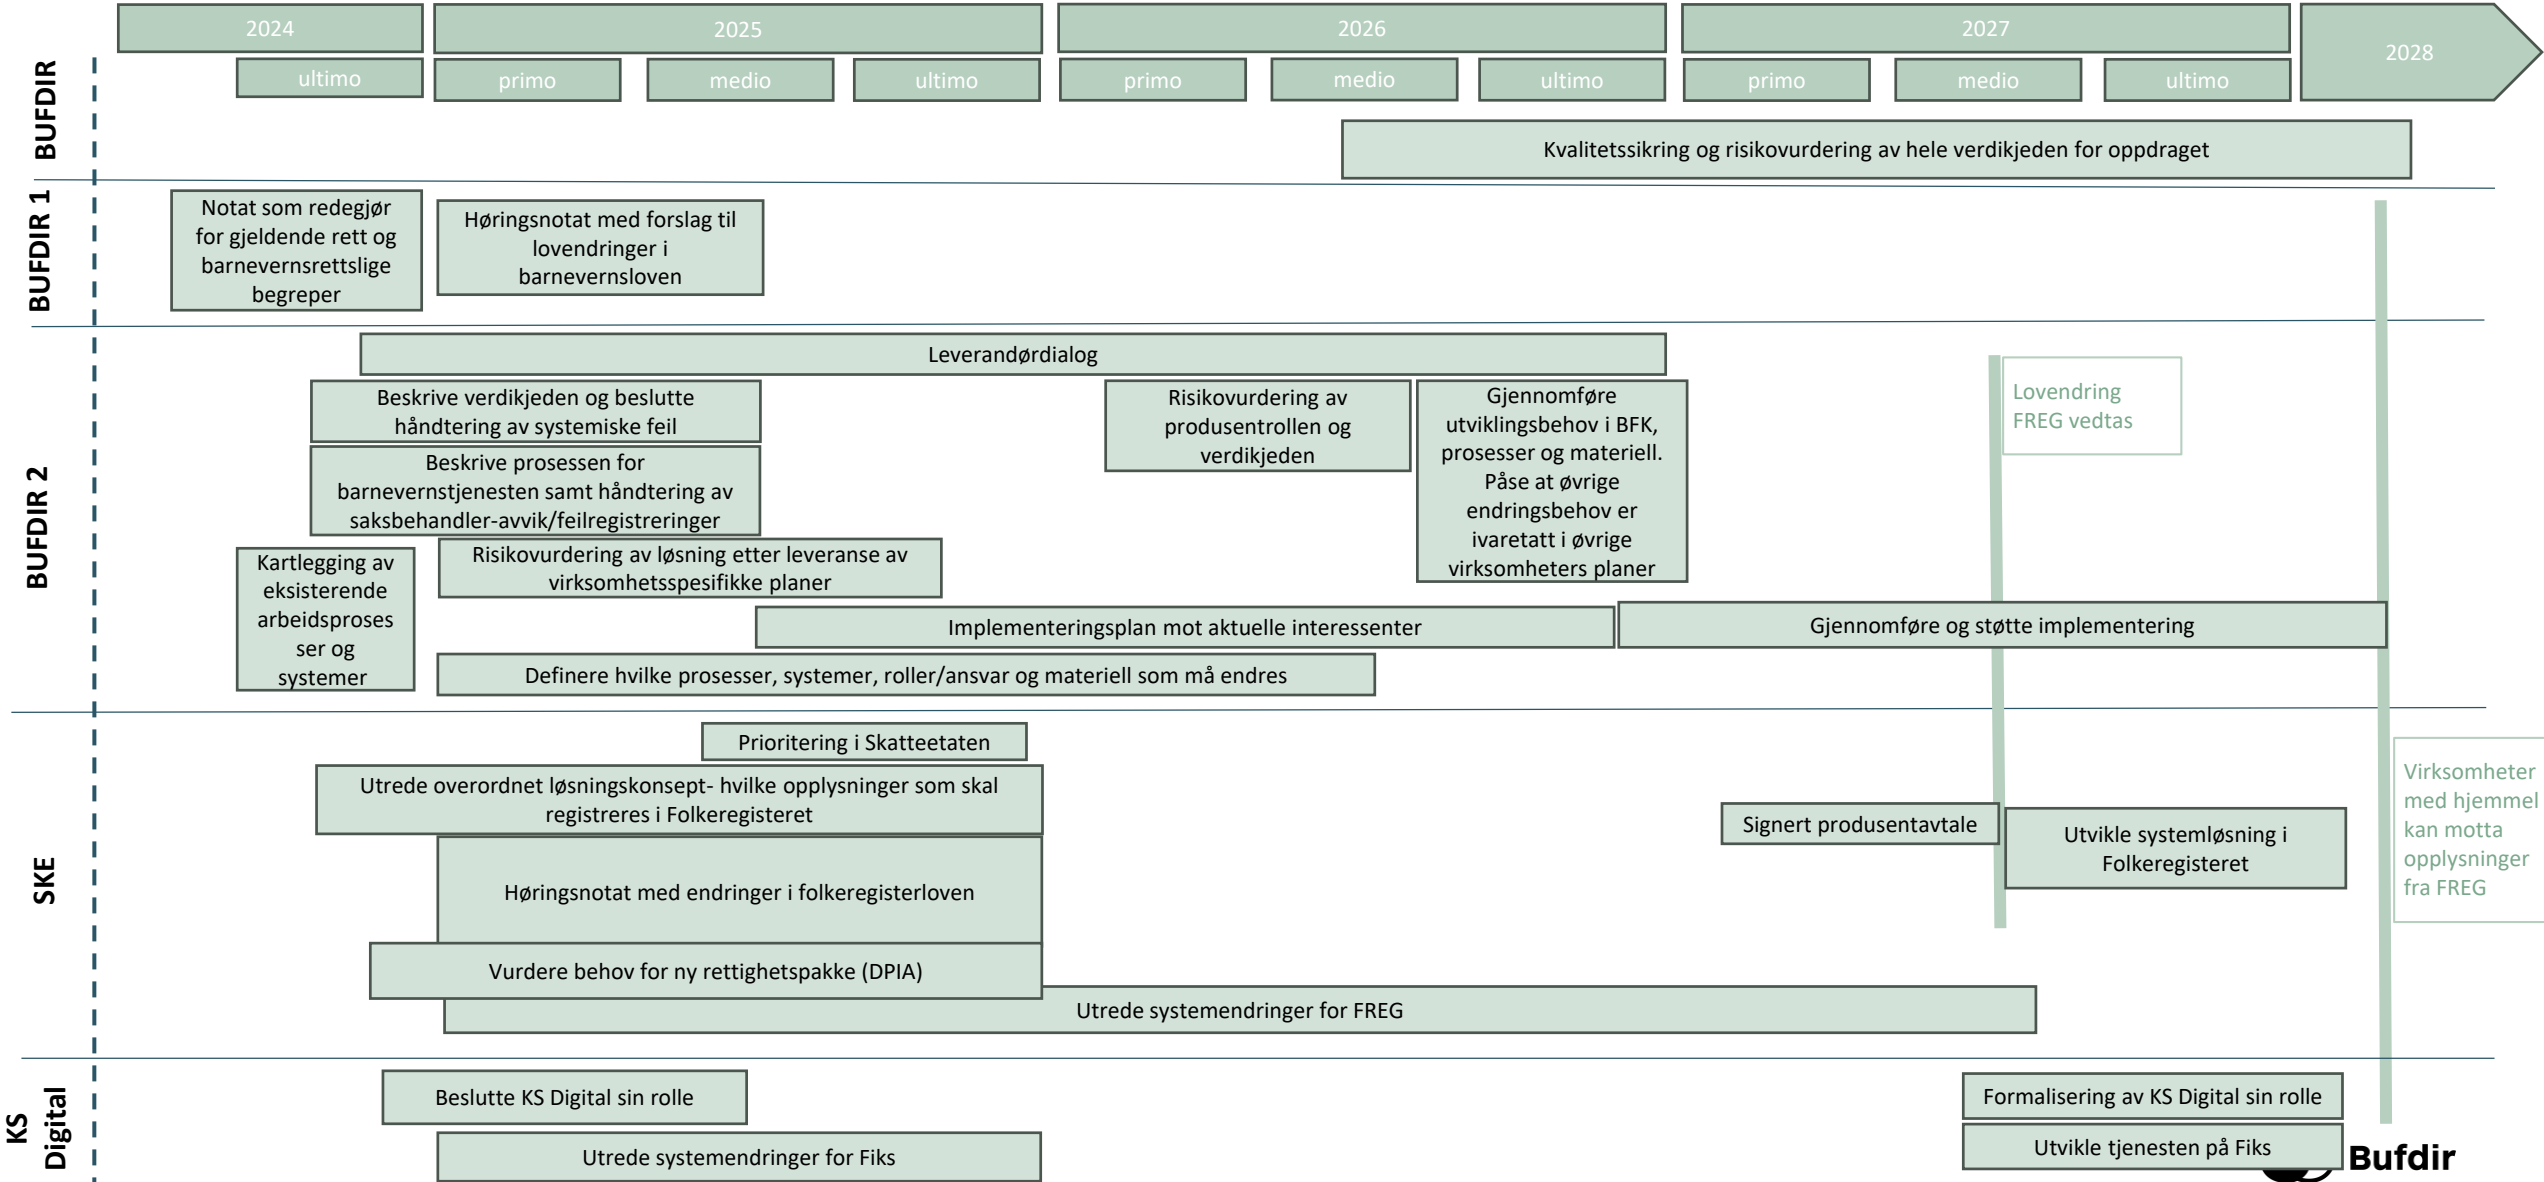 2024
2025
2026
2027
2028
ultimo
primo
medio
ultimo
primo
medio
ultimo
primo
medio
ultimo
BUFDIR
Kvalitetssikring og risikovurdering av hele verdikjeden for oppdraget
BUFDIR 1
Notat som redegjør
for gjeldende rett og
barnevernsrettslige
begreper
Høringsnotat med forslag til
lovendringer i
barnevernsloven
BUFDIR 2
Leverandørdialog
Beskrive verdikjeden og beslutte
håndtering av systemiske feil
Beskrive prosessen for
barnevernstjenesten samt håndtering av
saksbehandler-avvik/feilregistreringer
Risikovurdering av
produsentrollen og
verdikjeden
Gjennomføre
utviklingsbehov i BFK,
prosesser og materiell.
Påse at øvrige
endringsbehov er
ivaretatt i øvrige
virksomheters planer
Lovendring
FREG vedtas
Kartlegging av
eksisterende
arbeidsproses
ser og
systemer
Risikovurdering av løsning etter leveranse av
virksomhetsspesifikke planer
Implementeringsplan mot aktuelle interessenter
Gjennomføre og støtte implementering
Definere hvilke prosesser, systemer, roller/ansvar og materiell som må endres
SKE
Prioritering i Skatteetaten
Utrede overordnet løsningskonsept- hvilke opplysninger som skal
registreres i Folkeregisteret
Høringsnotat med endringer i folkeregisterloven
Vurdere behov for ny rettighetspakke (DPIA)
Utrede systemendringer for FREG
Signert produsentavtale
Utvikle systemløsning i
Folkeregisteret
Virksomheter
med hjemmel
kan motta
opplysninger
fra FREG
KS
Digital
Beslutte KS Digital sin rolle
Utrede systemendringer for Fiks
Formalisering av KS Digital sin rolle
Utvikle tjenesten på Fiks
Bufdir